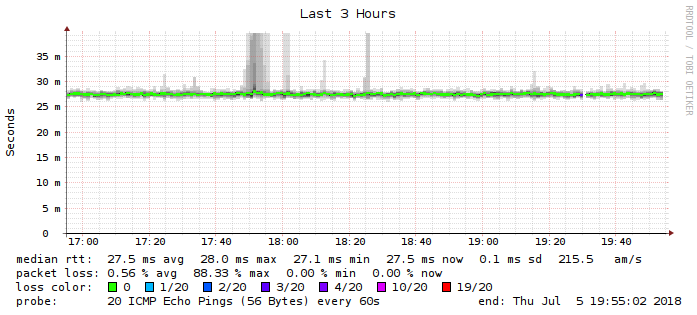 Last 3 Hours
RRDTOOL / TOBI OETIKER
Seconds
35 m
30 m
25 m
20 m
15 m
10 m
5 m
0
17:00 17:20 17:40 18:00 18:20 18:40 19:00 19:20 19:40
median rtt: 27.5 ms avg 28.0 ms max 27.1 ms min 27.5 ms now 0.1 ms sd 215.5 am/s
packet loss: 0.56 % avg 88.33 % max 0.00 % min 0.00 % now
loss color: 0 1/20 2/20 3/20 4/20 10/20 19/20
probe: 20 ICMP Echo Pings (56 Bytes) every 60s end: Thu Jul 5 19:55:02 2018